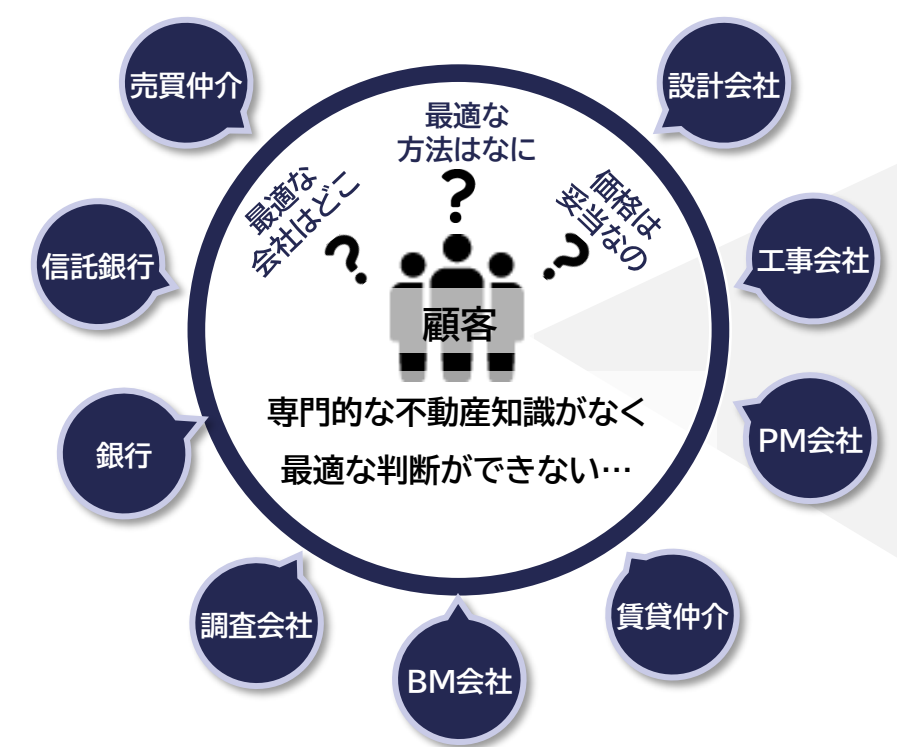 売買仲介
設計会社
最適な
方法はなに
?
最適な
会社はどこ
?
価格は
妥当なの
?
信託銀行
工事会社
顧客
専門的な不動産知識がなく
最適な判断ができない…
銀行
PM会社
調査会社
賃貸仲介
BM会社